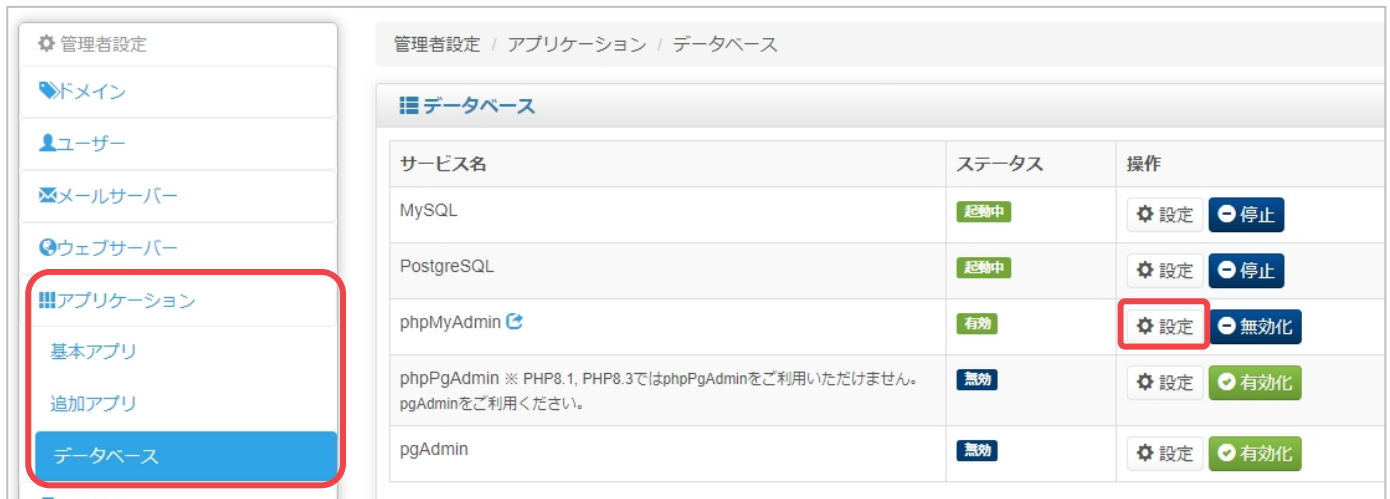 管理者設定
ドメイン
ユーザー
メールサーバー
ウェブサーバー
アプリケーション
基本アプリ
追加アプリ
データベース
管理者設定 / アプリケーション / データベース
データベース
サービス名 ステータス 操作
MySQL 起動中 設定 停止
PostgreSQL 起動中 設定 停止
phpMyAdmin 有効 設定 無効化
phpPgAdmin ※ PHP8.1, PHP8.3ではphpPgAdminをご利用いただけません。 無効 設定 有効化
pgAdminをご利用ください。
pgAdmin 無効 設定 有効化